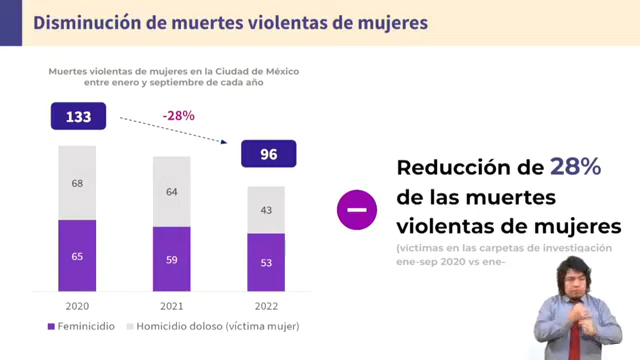 Disminución de muertes violentas de mujeres
Muertes violentas de mujeres en la Ciudad de México
entre enero y septiembre de cada año
133
-28%
96
68
64
43
65
59
53
2020
2021
2022
Feminicidio
Homicidio doloso (víctima mujer)
Reducción de 28%
de las muertes
violentas de mujeres
(víctimas en las carpetas de investigación
ene-sep 2020 vs ene-